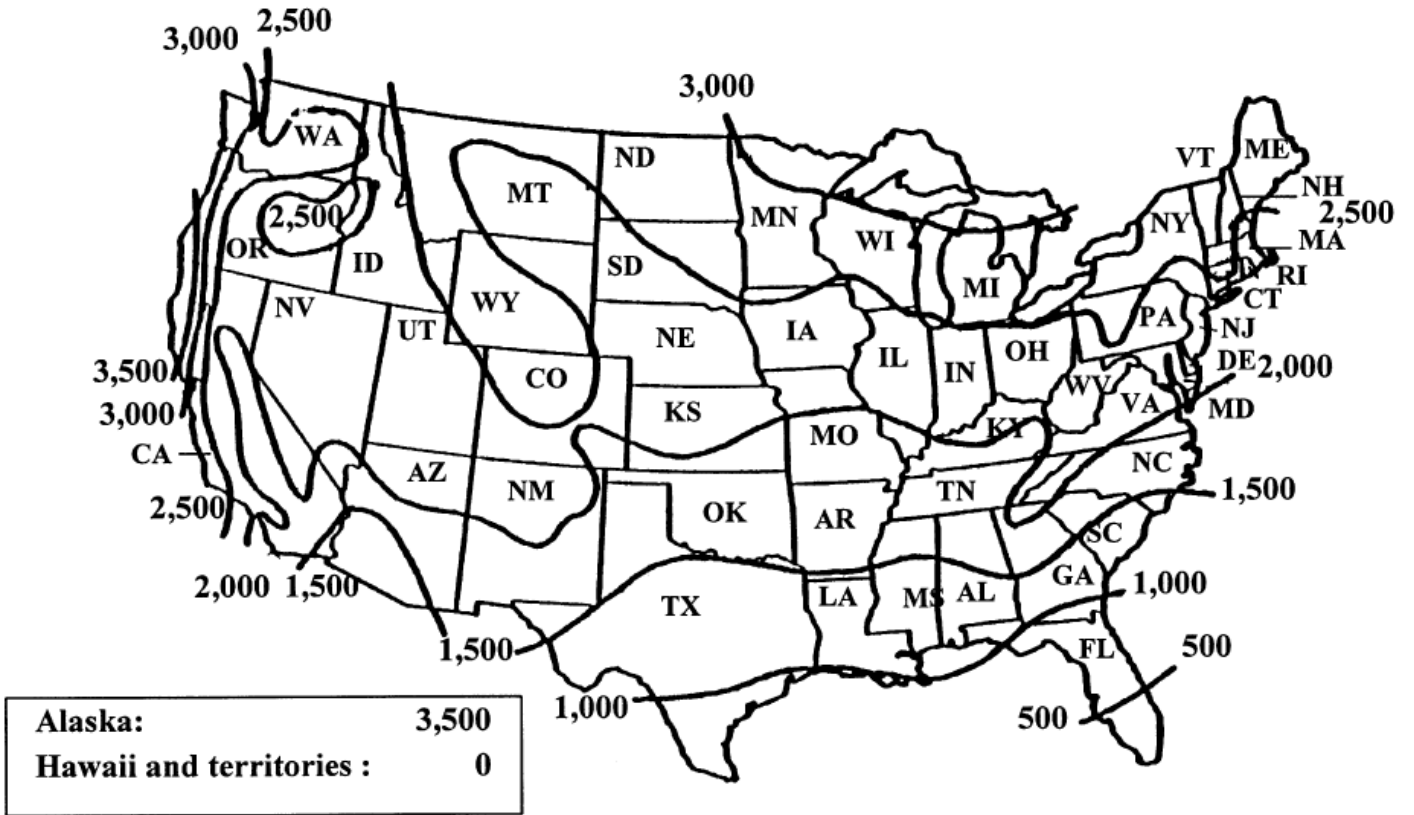 2,500
3,000
3,000
WA
ND
VT
ME
MT
NH
MN
2,500
NY
2,500
OR
WI
MA
ID
SD
RI
MI
WY
NV
CT
UT
PA
NJ
IA
NE
OH
IL
DE
2,000
IN
3,500
CO
WV
VA
3,000
KS
MD
KY
MO
CA
NC
AZ
NM
TN
1,500
2,500
OK
AR
SC
GA
2,000
1,500
1,000
LA
MS
AL
TX
1,500
FL
500
1,000
500
Alaska: 3,500
Hawaii and territories : 0